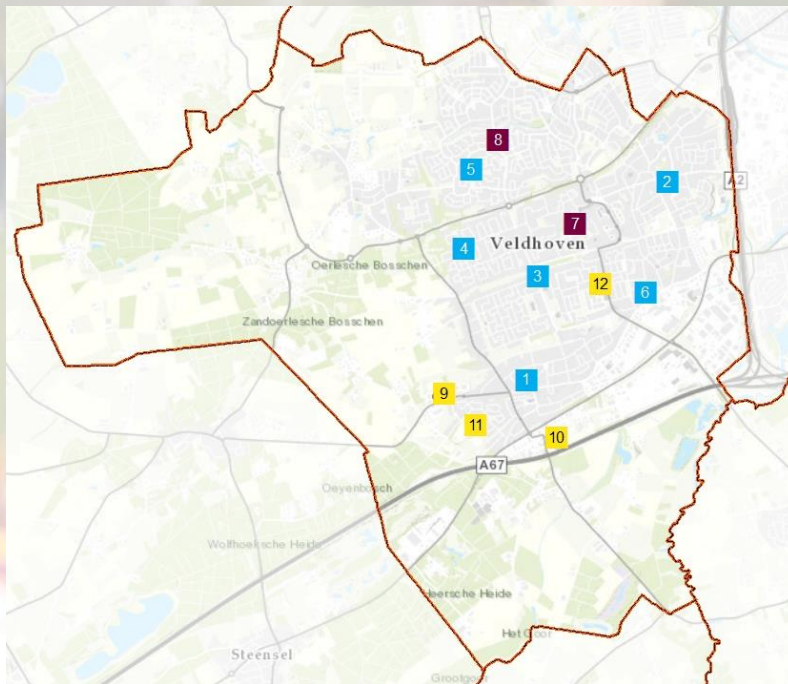 8
5
2
A2
7
4
Veldhoven
Oerlesche Bosschen
3
12
6
Zandoerlesche Bosschen
1
9
11
10
A67
Oeyenbosch
Wolfhoeksche Heide
Heersche Heide
Het Goor
Steensel
Grootgoor